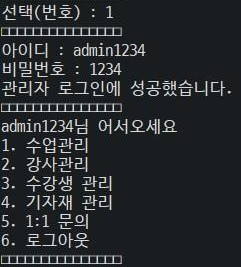 선택(번호) : 1
□□□□□□□□□□□□□□□
아이디 : admin1234
비밀번호 : 1234
관리자 로그인에 성공했습니다.
□□□□□□□□□□□□□□□
admin1234님 어서오세요
1. 수업관리
2. 강사관리
3. 수강생 관리
4. 기자재 관리
5. 1:1 문의
6. 로그아웃
□□□□□□□□□□□□□□□